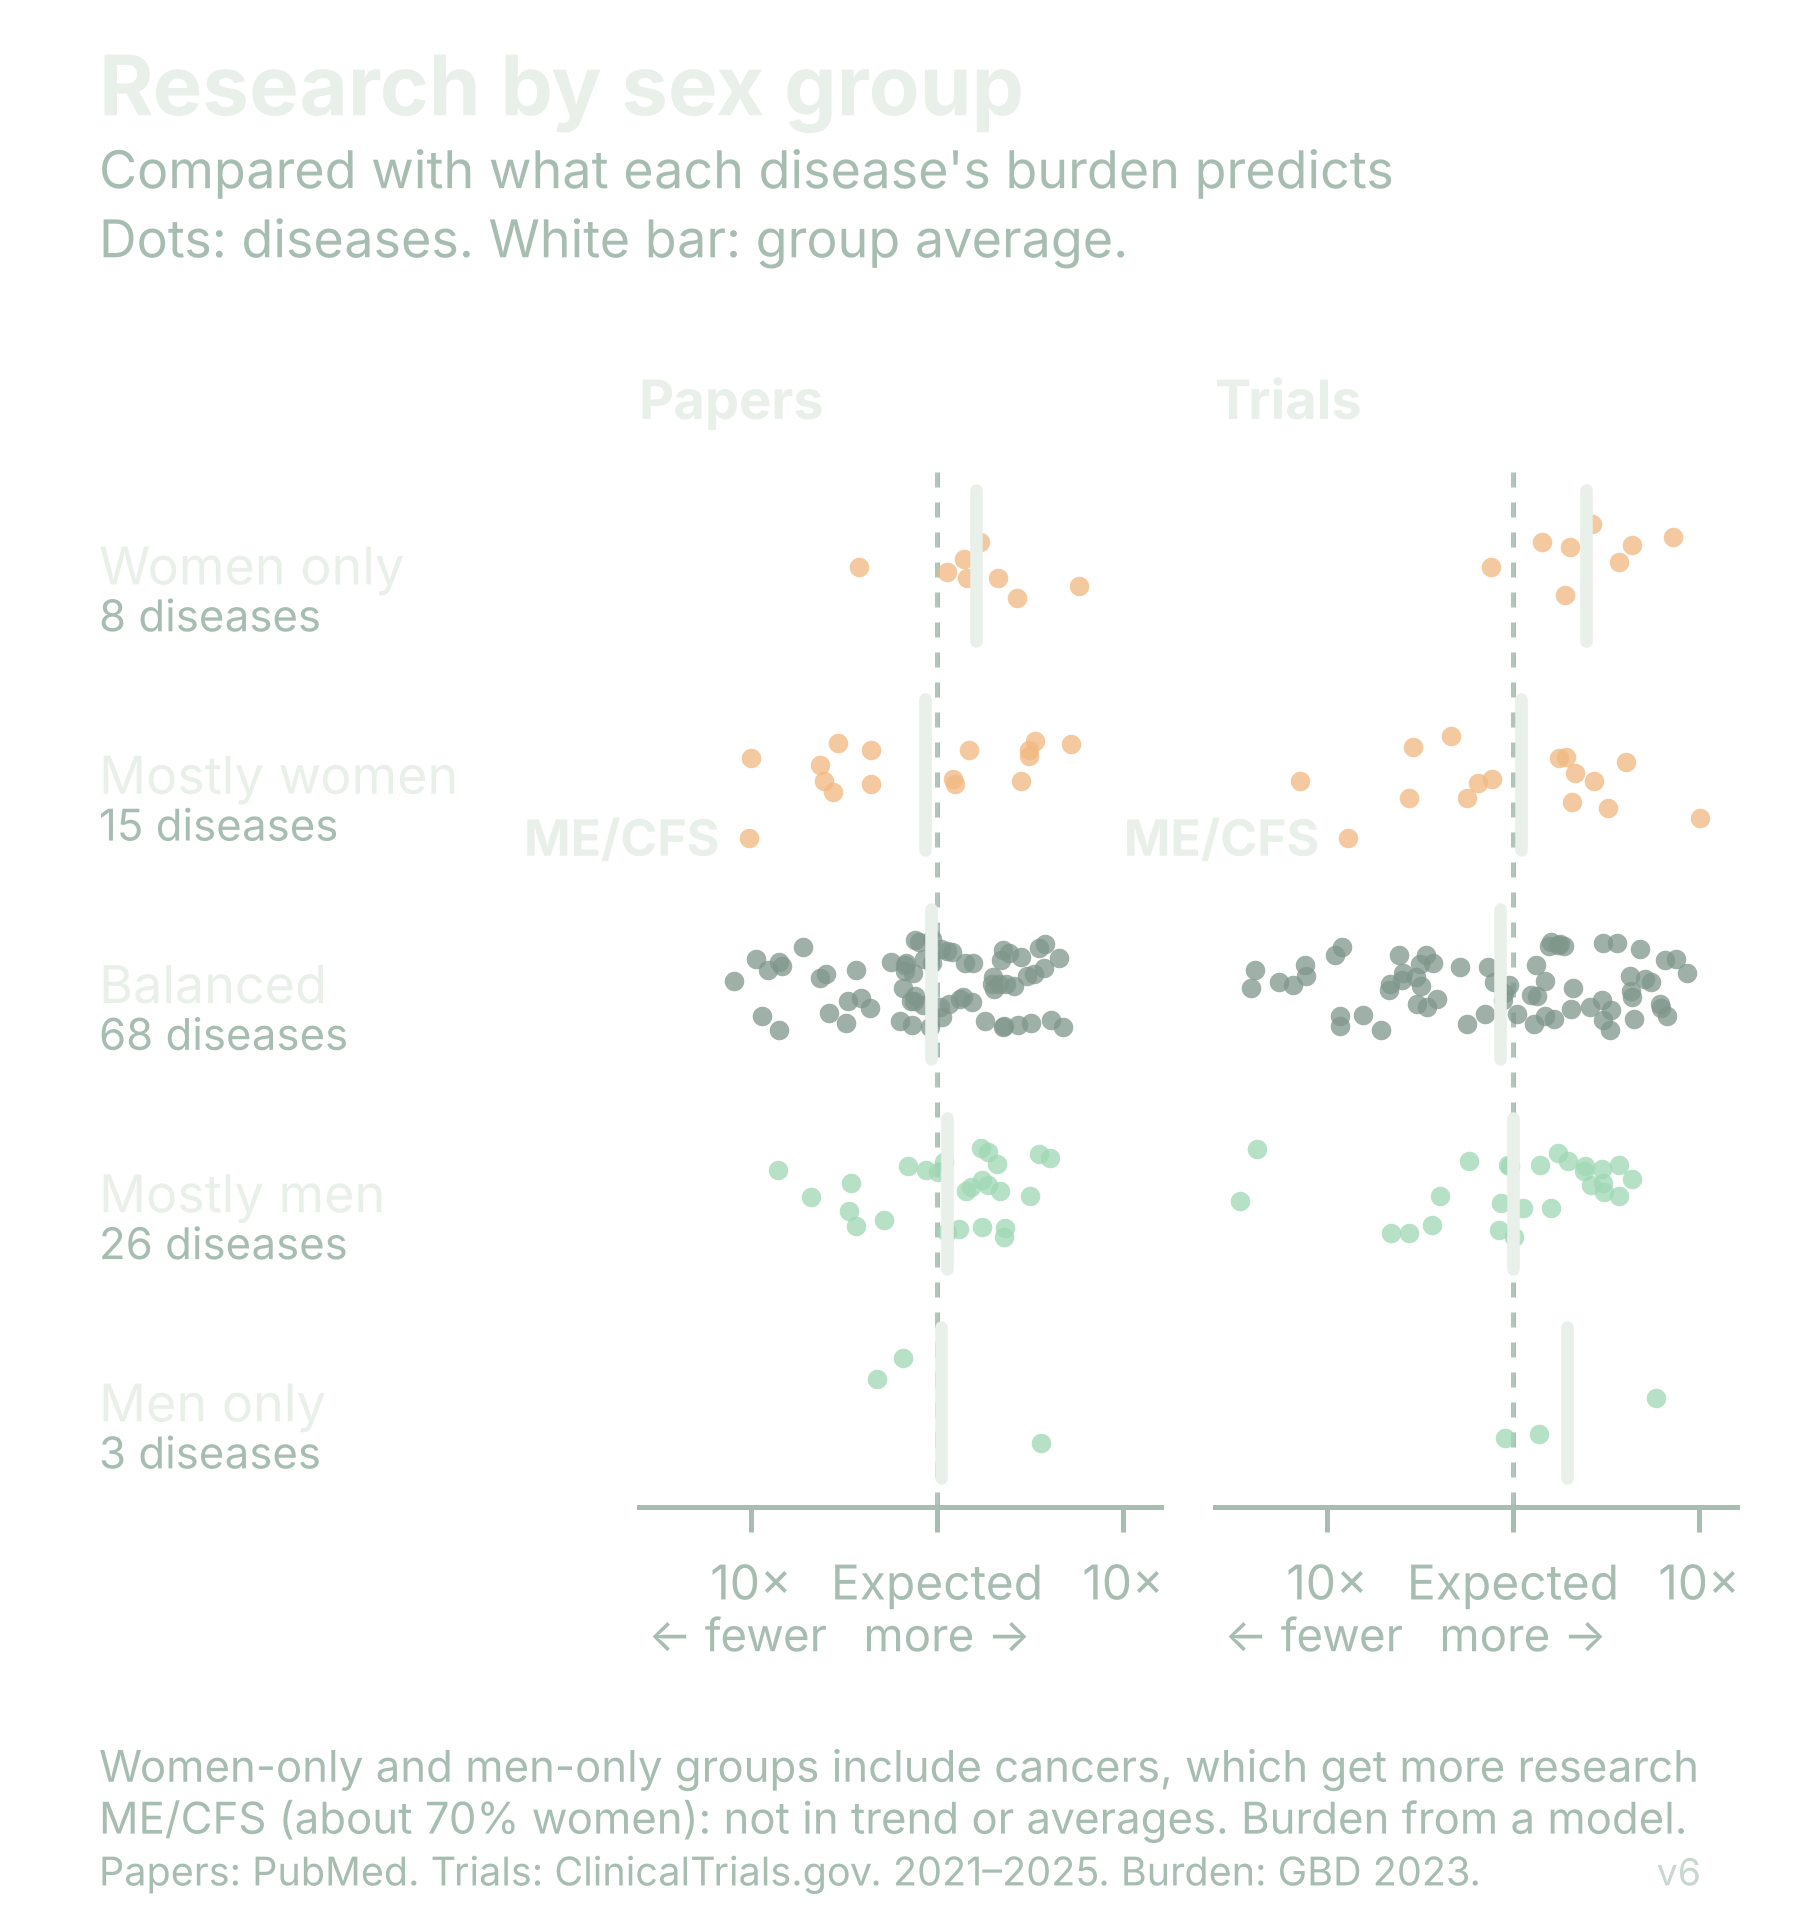 Research by sex group
Compared with what each disease's burden predicts
Dots: diseases. White bar: group average.
Papers
Trials
Women only
8 diseases
Mostly women
15 diseases
ME/CFS
ME/CFS
Balanced
68 diseases
Mostly men
26 diseases
Men only
3 diseases
10× Expected 10×
← fewer more →
10× Expected 10×
← fewer more →
Women-only and men-only groups include cancers, which get more research
ME/CFS (about 70% women): not in trend or averages. Burden from a model.
Papers: PubMed. Trials: ClinicalTrials.gov. 2021–2025. Burden: GBD 2023.
v6